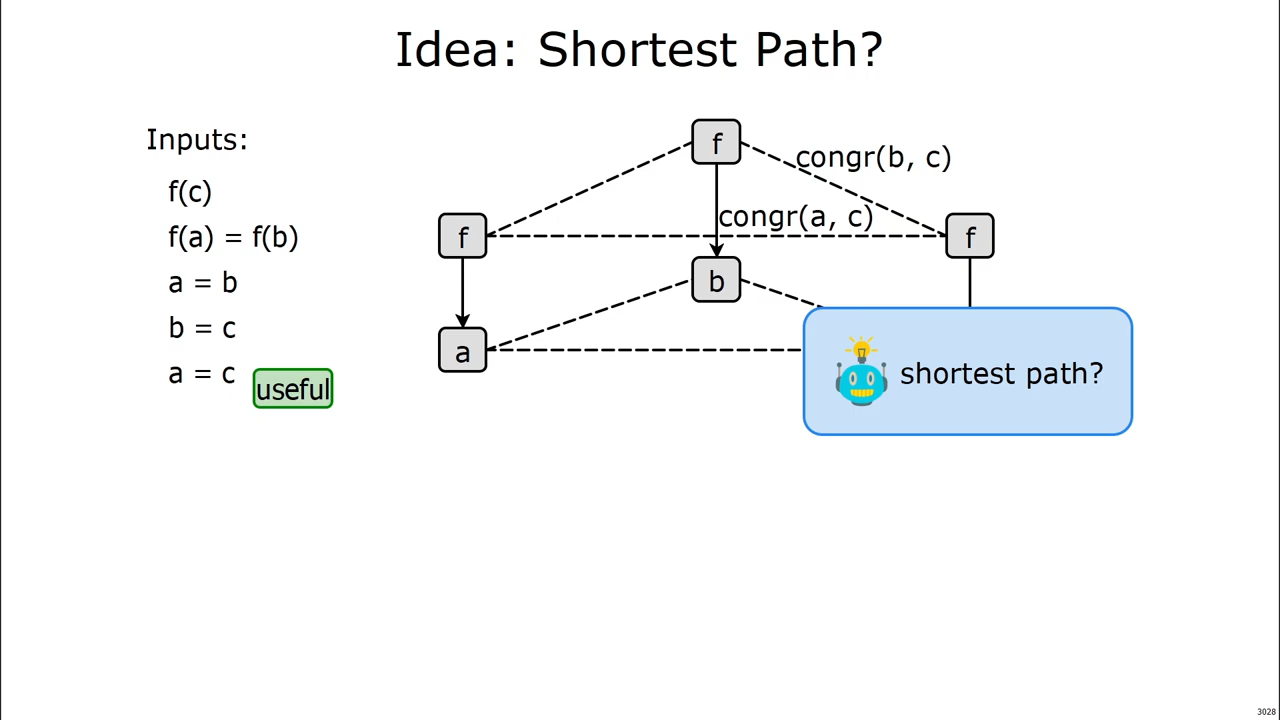 Idea: Shortest Path?
Inputs:
f(c)
f(a) = f(b)
a = b
b = c
a = c
useful
f
congr(b, c)
congr(a, c)
f
f
b
a
shortest path?
3028